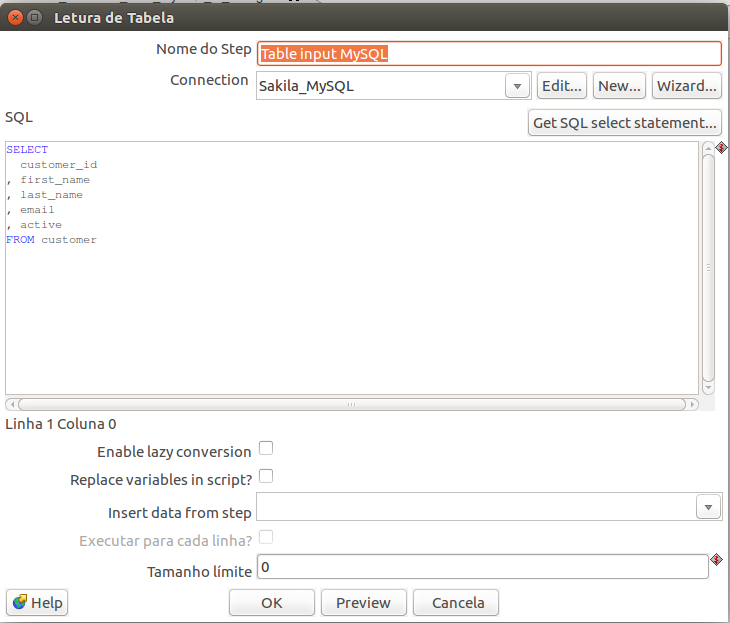 Letura de Tabela
Nome do Step Table input MySQL
Connection Sakila_MySQL Edit... New... Wizard...
SQL Get SQL select statement...
SELECT
customer_id
, first_name
, last_name
, email
, active
FROM customer
Linha 1 Coluna 0
Enable lazy conversion
Replace variables in script?
Insert data from step
Executar para cada linha?
Tamanho límite 0
Help OK Preview Cancela